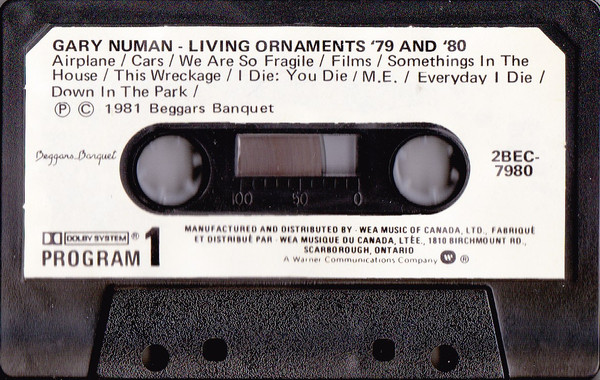 GARY NUMAN - LIVING ORNAMENTS '79 AND '80
Airplane / Cars / We Are So Fragile / Films / Somethings In The
House / This Wreckage / I Die: You Die / M.E. / Everyday I Die /
Down In The Park /
Ⓟ © 1981 Beggars Banquet
Beggars Banquet
2BEC-
7980
100 50 0
DOLBY SYSTEM ®
PROGRAM 1
MANUFACTURED AND DISTRIBUTED BY - WEA MUSIC OF CANADA, LTD., FABRIQUÉ
ET DISTRIBUÉ PAR - WEA MUSIQUE DU CANADA, LTÉE., 1810 BIRCHMOUNT RD.,
SCARBOROUGH, ONTARIO
A Warner Communications Company ®